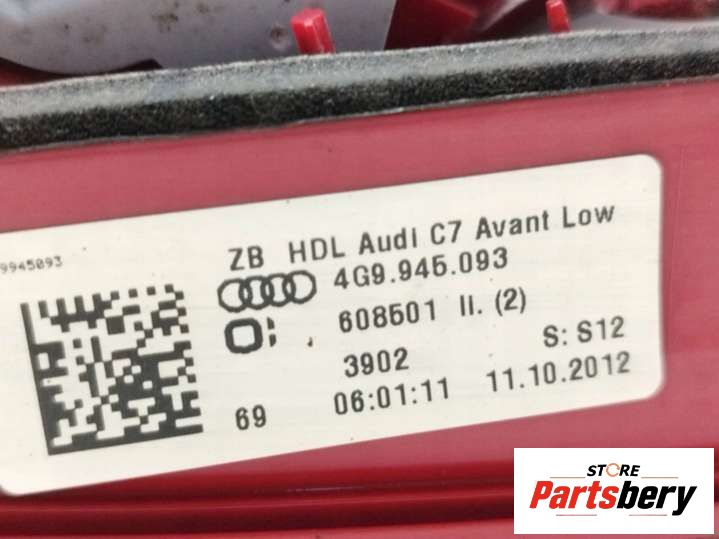 9945093
ZB HDL Audi C7 Avant Low
4G9.945.093
608501 II. (2)
3902 S: S12
69 06:01:11 11.10.2012
STORE
Partsbery